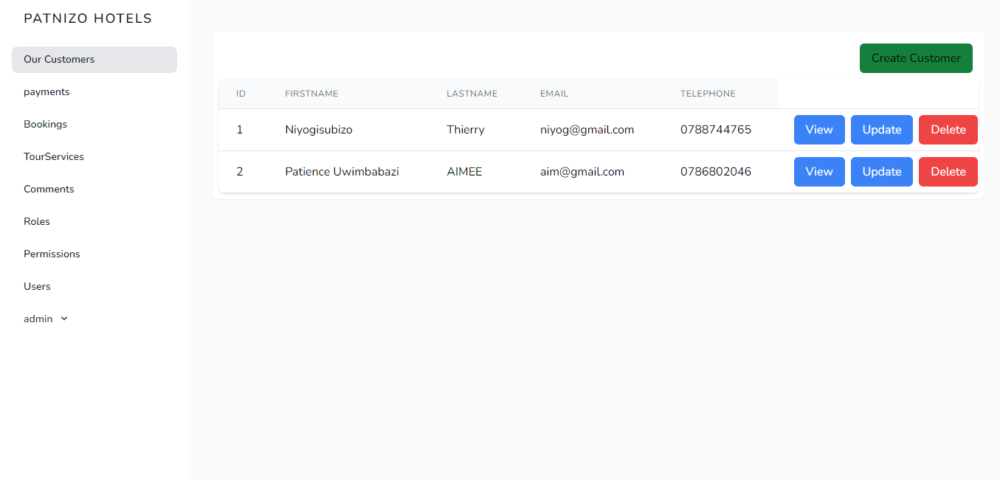 PATNIZO HOTELS
Our Customers
payments
Bookings
TourServices
Comments
Roles
Permissions
Users
admin
Create Customer
ID FIRSTNAME LASTNAME EMAIL TELEPHONE
1 Niyogisubizo Thierry niyog@gmail.com 0788744765 View Update Delete
2 Patience Uwimbabazi AIMEE aim@gmail.com 0786802046 View Update Delete